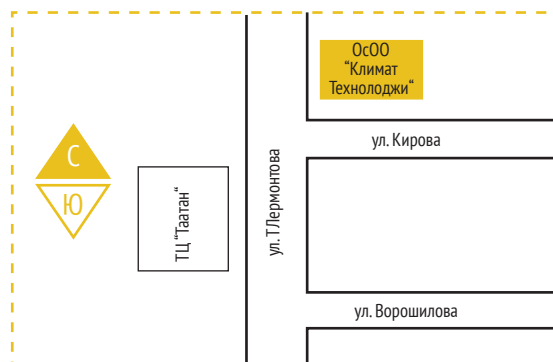 ОсОО
“Климат
Технолоджи“
ул. Кирова
С
Ю
ТЦ “Таатан“
ул. Т.Лермонтова
ул. Ворошилова